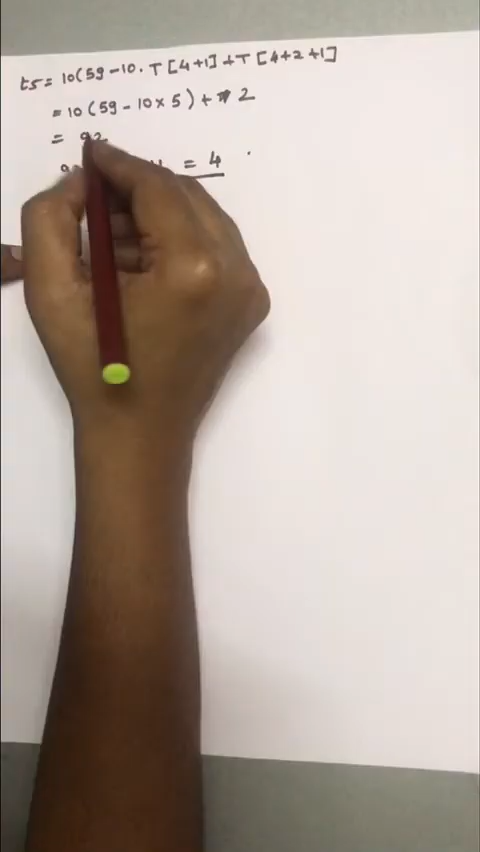 t5 = 10(59-10. T[4+1] + T[4+2+1]
= 10 (59 - 10 x 5) + 2
= 92
= 4